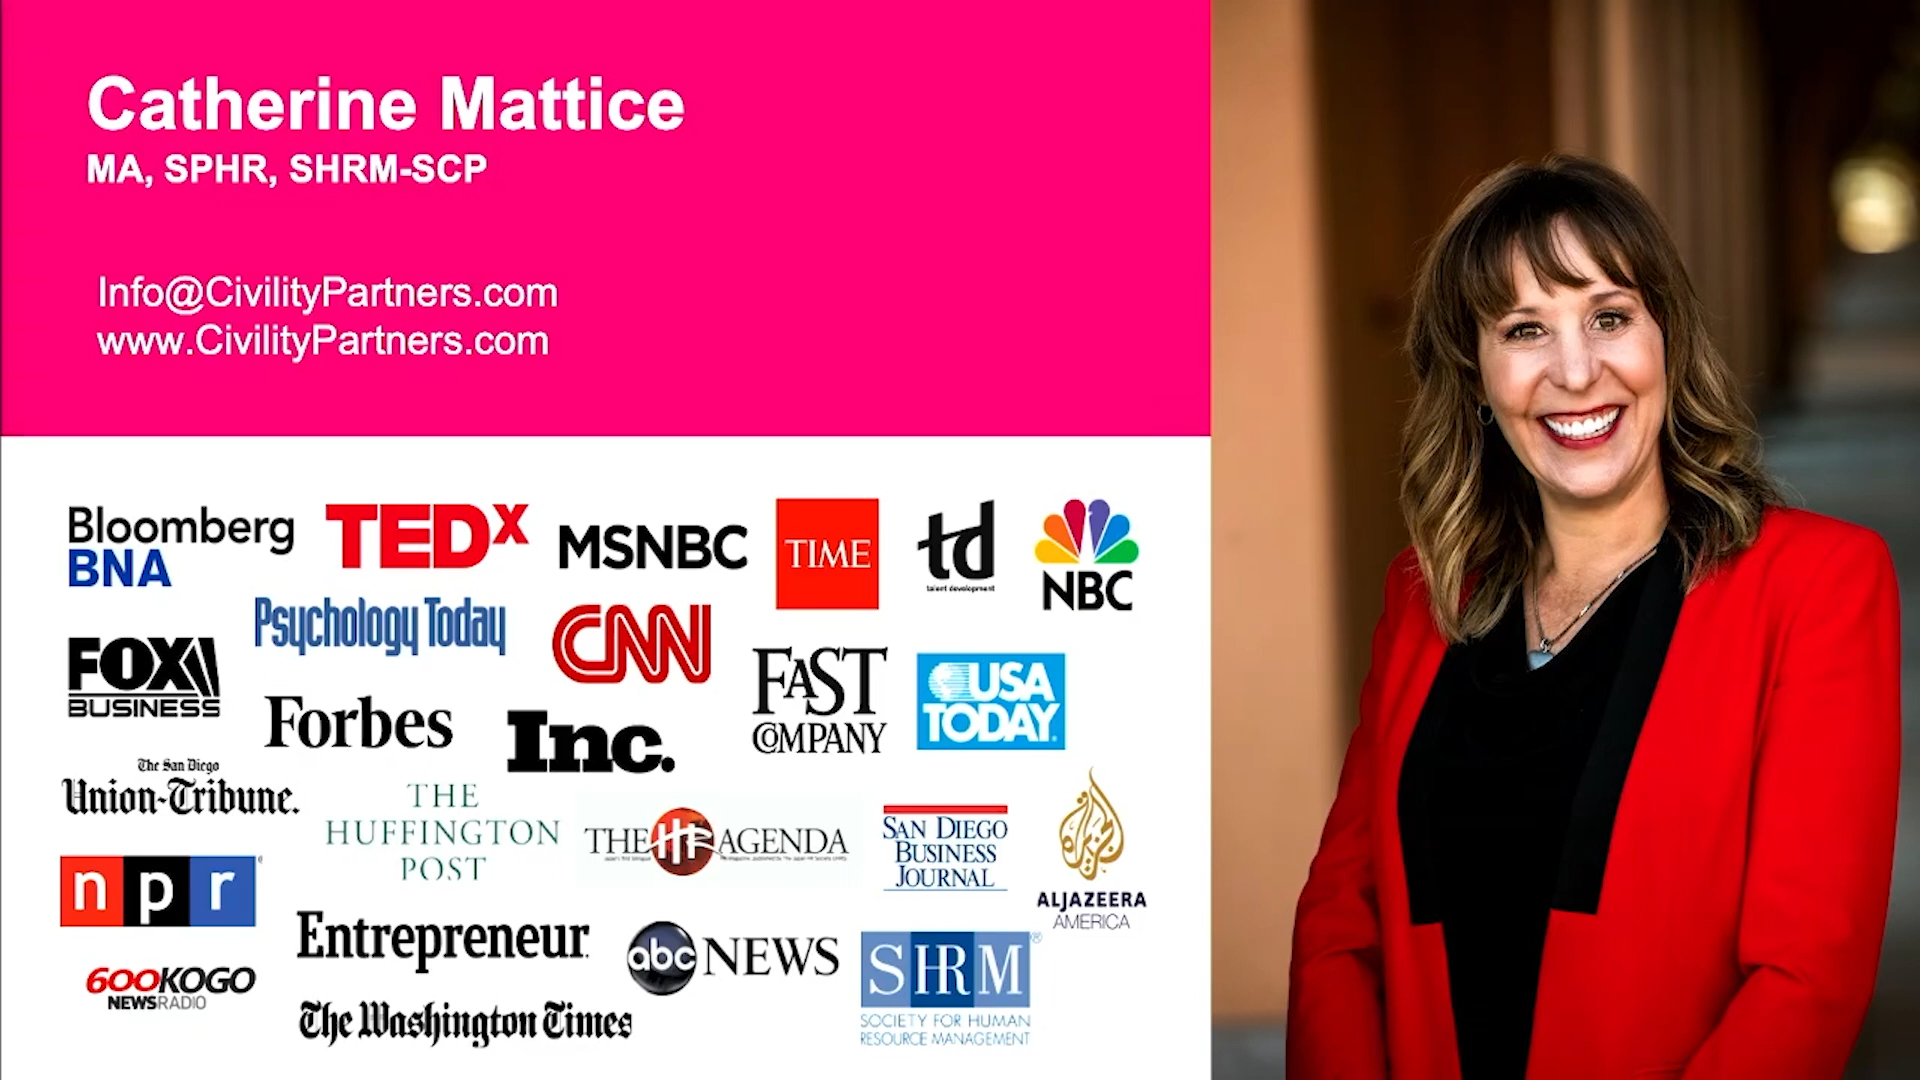 Catherine Mattice
MA, SPHR, SHRM-SCP
Info@CivilityPartners.com
www.CivilityPartners.com
Bloomberg
BNA
TEDx
MSNBC
TIME
td
talent development
NBC
FOX
BUSINESS
Psychology Today
CNN
FAST
COMPANY
USA
TODAY
Forbes
Inc.
The San Diego
Union-Tribune.
THE
HUFFINGTON
POST
THE HR AGENDA
SAN DIEGO
BUSINESS
JOURNAL
الجزيرة
ALJAZEERA
AMERICA
npr
Entrepreneur
abc NEWS
SHRM®
SOCIETY FOR HUMAN
RESOURCE MANAGEMENT
600KOGO
NEWSRADIO
The Washington Times